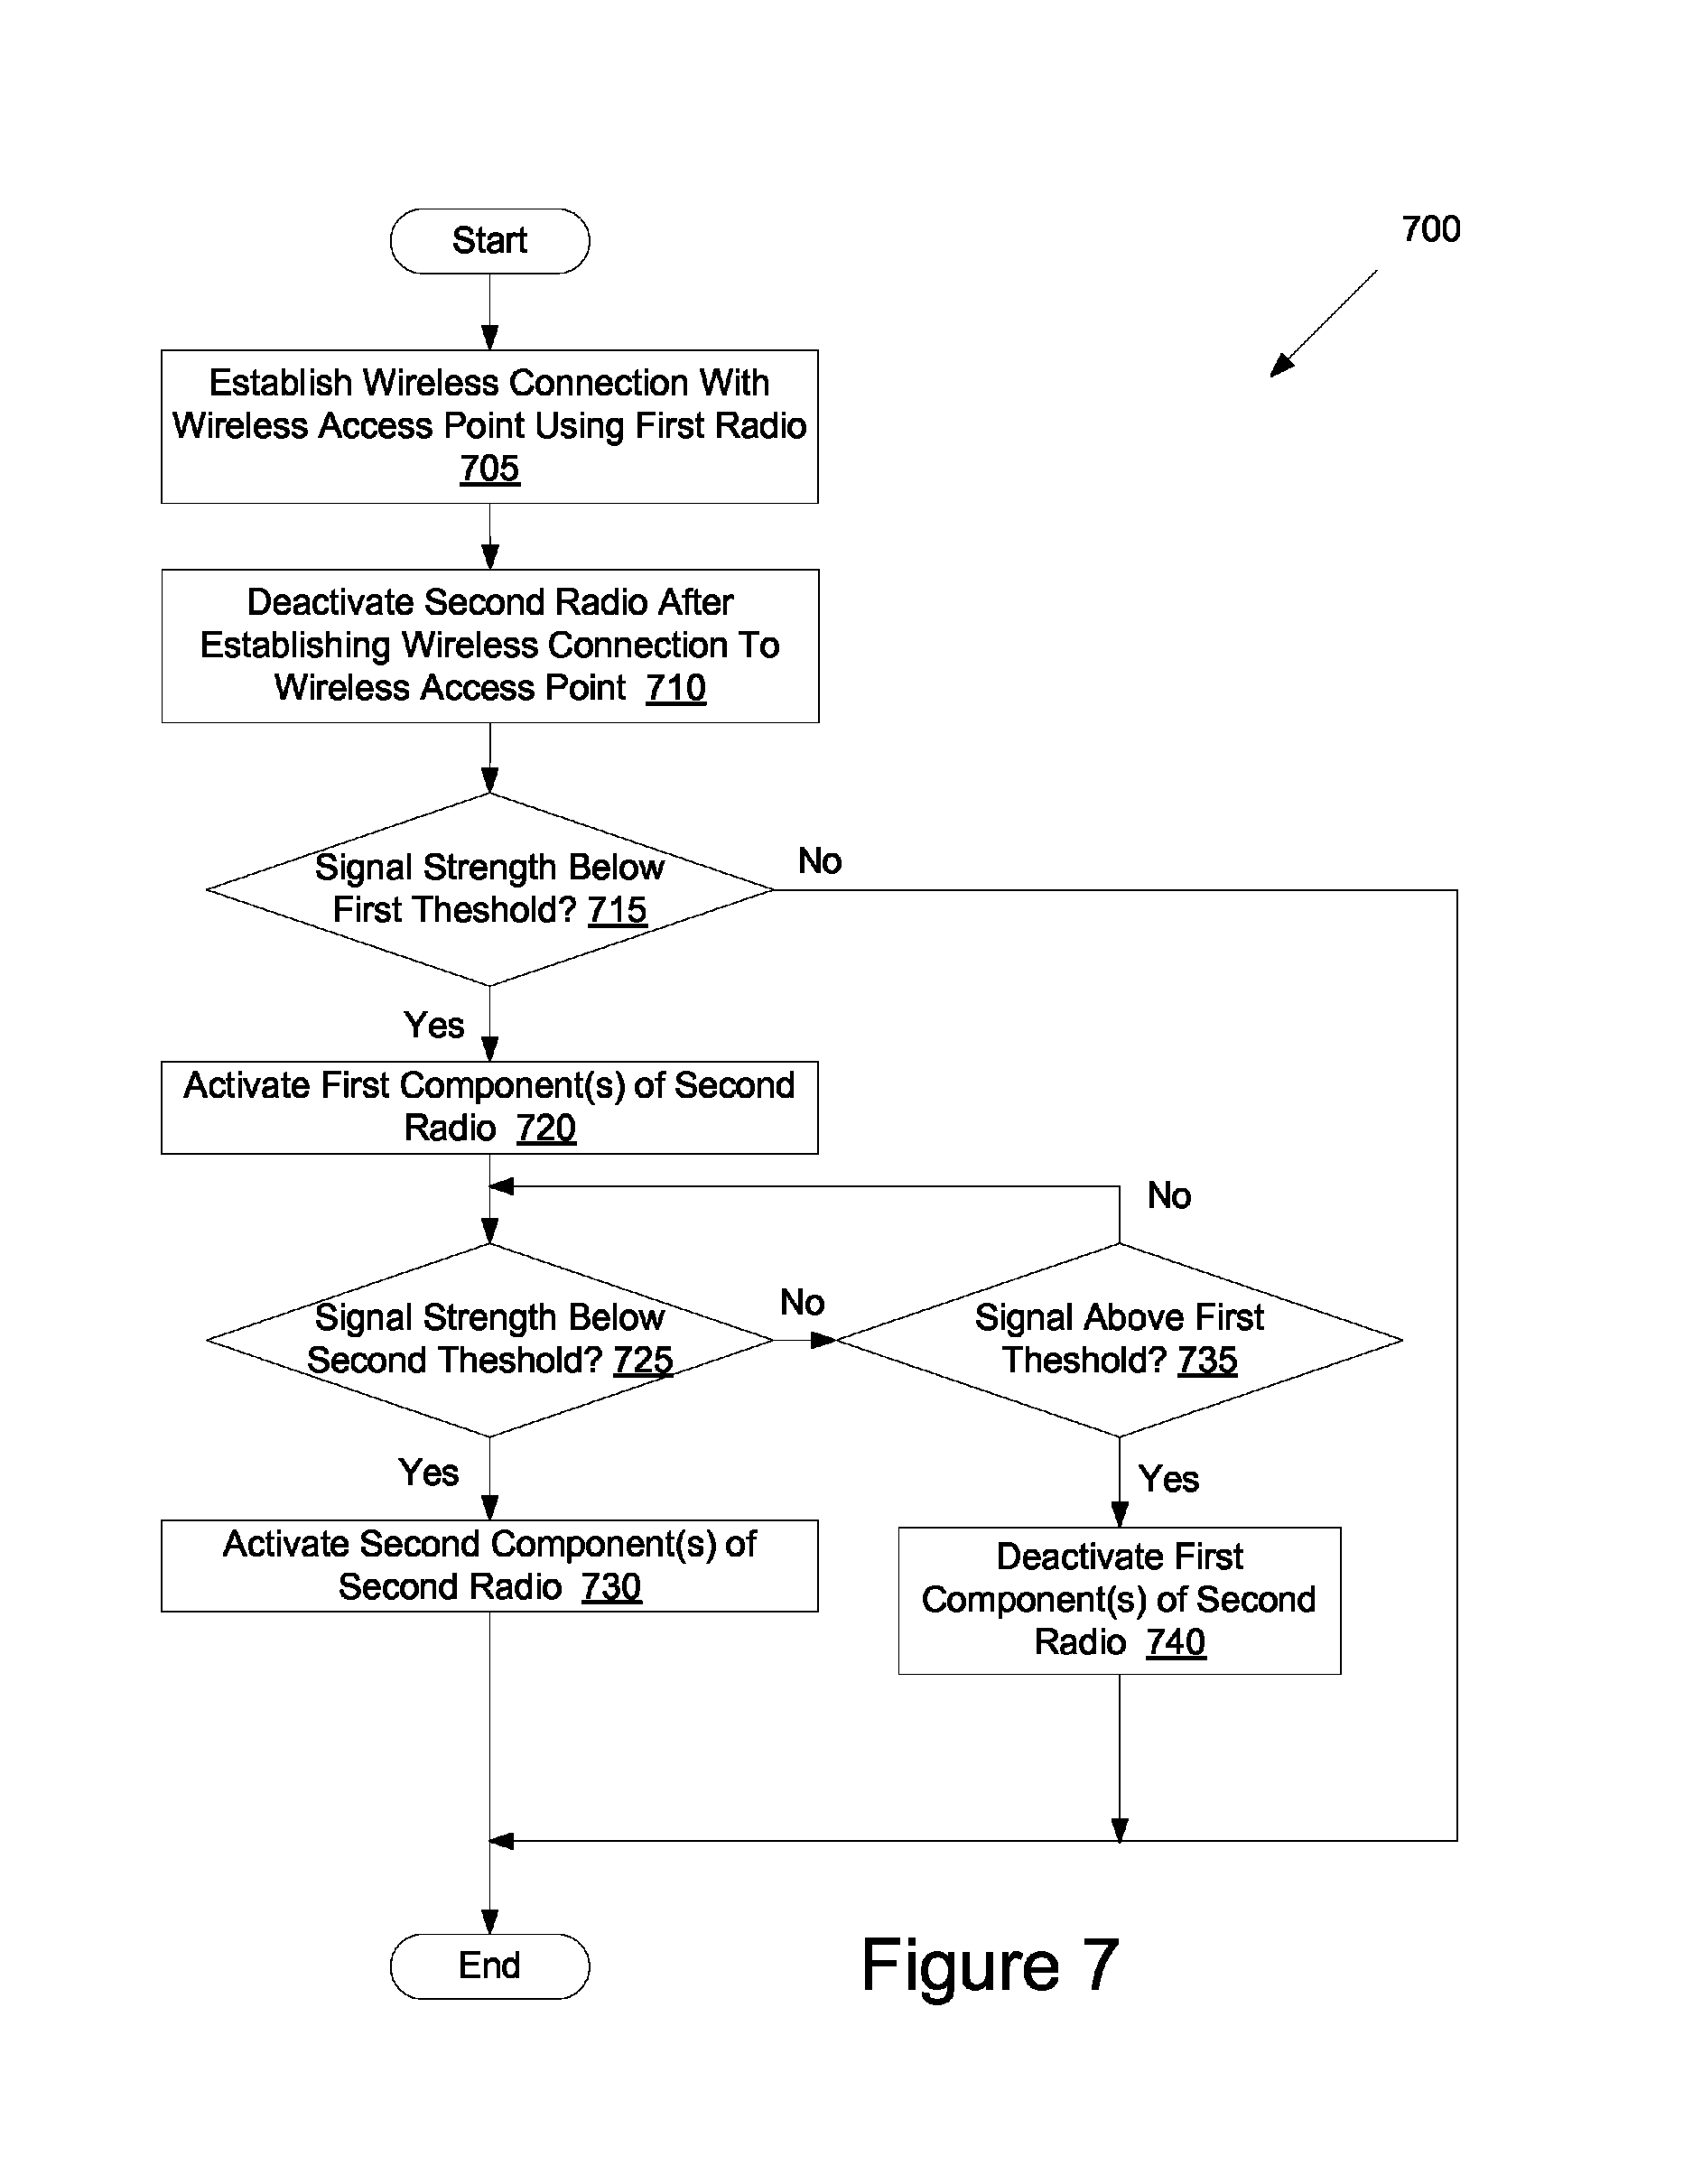 Start
700
Establish Wireless Connection With
Wireless Access Point Using First Radio
705
Deactivate Second Radio After
Establishing Wireless Connection To
Wireless Access Point 710
Signal Strength Below
First Theshold? 715
No
Yes
Activate First Component(s) of Second
Radio 720
No
Signal Strength Below
Second Theshold? 725
No
Signal Above First
Theshold? 735
Yes
Yes
Activate Second Component(s) of
Second Radio 730
Deactivate First
Component(s) of Second
Radio 740
End
Figure 7